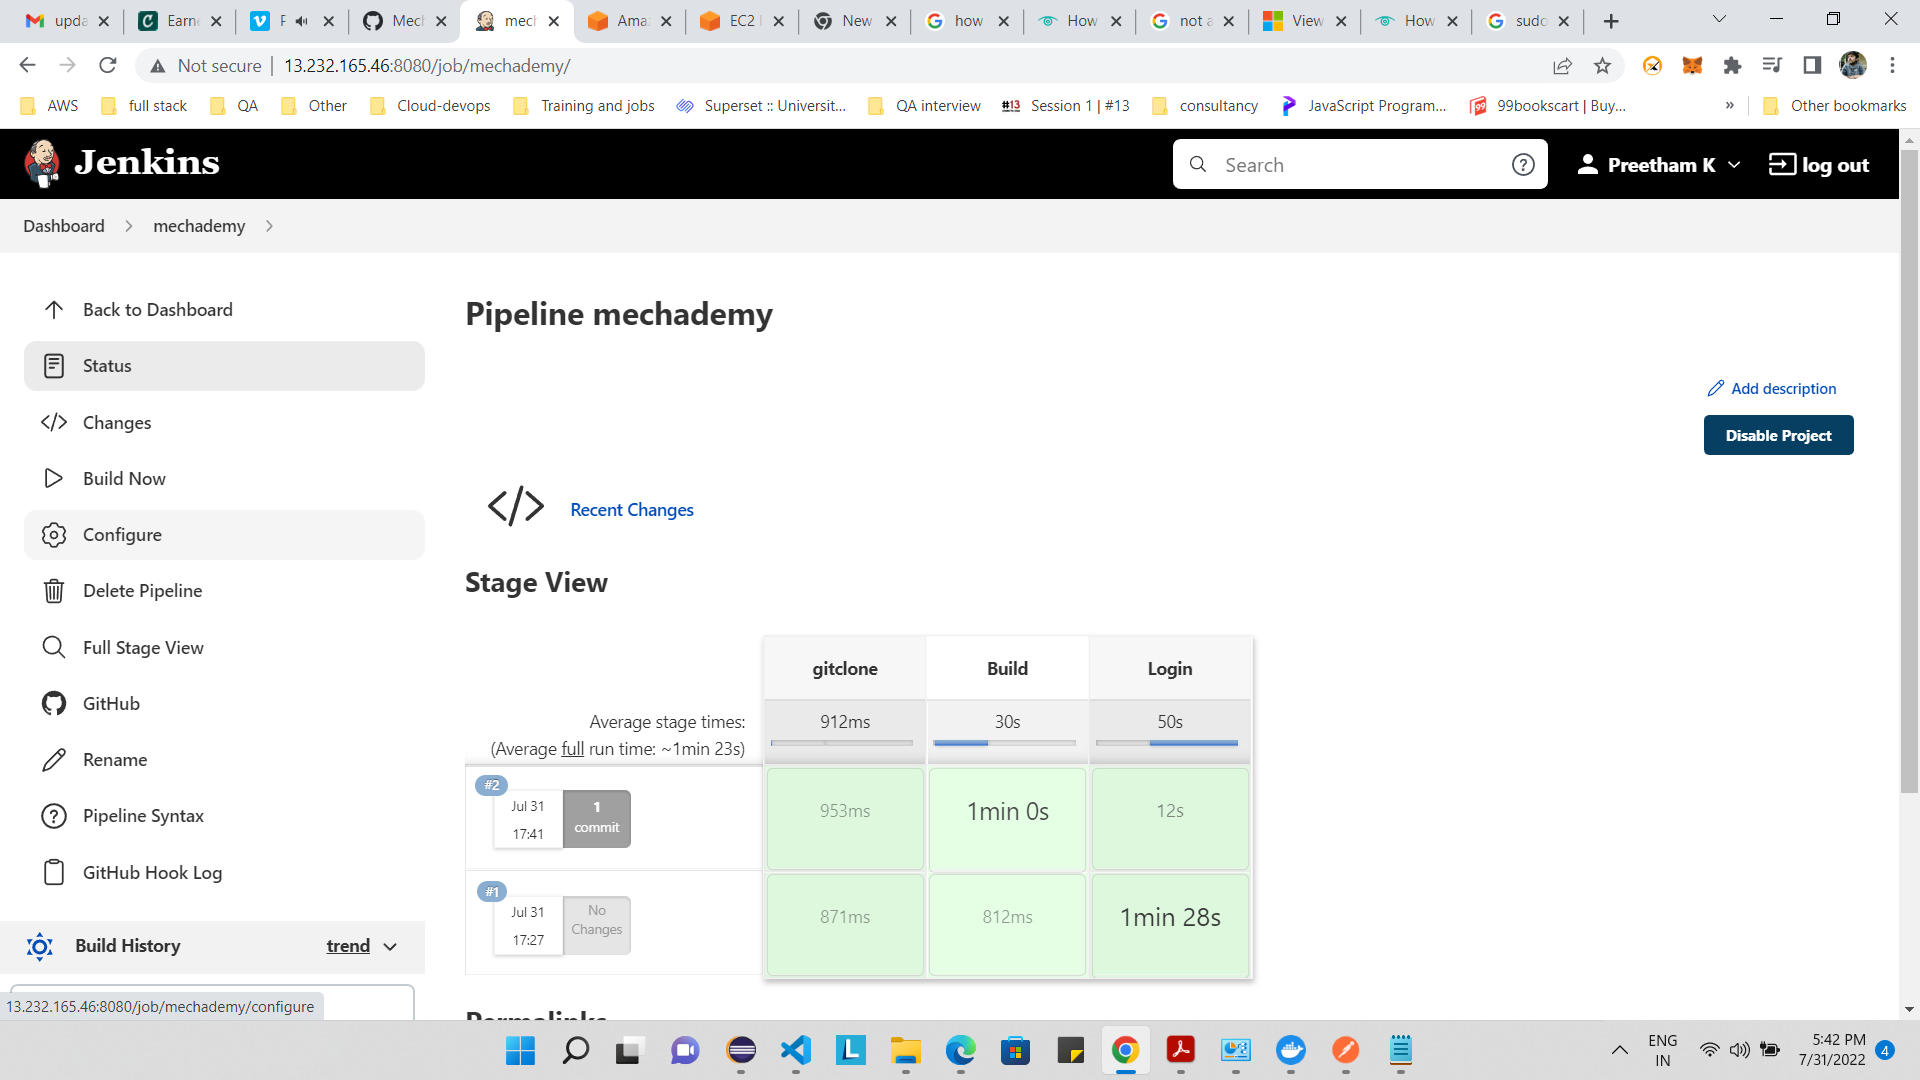 upda
Earne
F
Mech
mech
Amaz
EC2
New
how
How
not a
View
How
sudo
Not secure
13.232.165.46:8080/job/mechademy/
AWS
full stack
QA
Other
Cloud-devops
Training and jobs
Superset :: Universit...
QA interview
#13
Session 1 | #13
consultancy
JavaScript Program...
99
99bookscart | Buy...
»
Other bookmarks
Jenkins
Search
Preetham K
log out
Dashboard
mechademy
Back to Dashboard
Status
Changes
Build Now
Configure
Delete Pipeline
Full Stage View
GitHub
Rename
Pipeline Syntax
GitHub Hook Log
Build History
trend
Pipeline mechademy
Add description
Disable Project
Recent Changes
Stage View
gitclone
Build
Login
Average stage times:
(Average full run time: ~1min 23s)
912ms
30s
50s
#2
Jul 31
17:41
1
commit
953ms
1min 0s
12s
#1
Jul 31
17:27
No
Changes
871ms
812ms
1min 28s
Permalinks
13.232.165.46:8080/job/mechademy/configure
L
ENG
IN
5:42 PM
7/31/2022
4